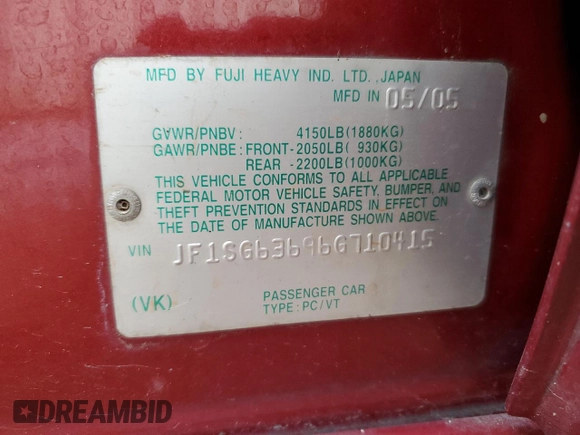 MFD BY FUJI HEAVY IND. LTD.,JAPAN
MFD IN 05/05
GVWR/PNBV: 4150LB(1880KG)
GAWR/PNBE: FRONT-2050LB( 930KG)
REAR -2200LB(1000KG)
THIS VEHICLE CONFORMS TO ALL APPLICABLE
FEDERAL MOTOR VEHICLE SAFETY, BUMPER, AND
THEFT PREVENTION STANDARDS IN EFFECT ON
THE DATE OF MANUFACTURE SHOWN ABOVE.
VIN JF1SG63696G710415
PASSENGER CAR
(VK) TYPE:PC/VT
DREAMBID